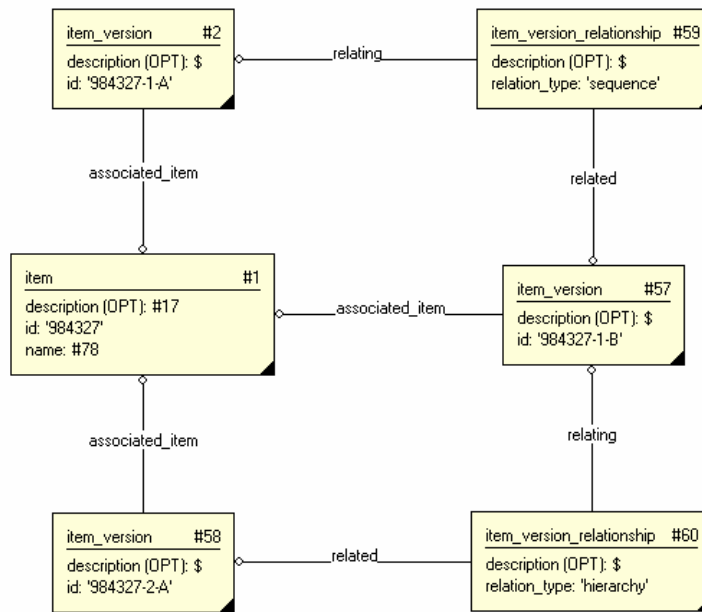 item_version #2
description (OPT): $
id: '984327-1-A'
relating
item_version_relationship #59
description (OPT): $
relation_type: 'sequence'
associated_item
related
item #1
description (OPT): #17
id: '984327'
name: #78
associated_item
item_version #57
description (OPT): $
id: '984327-1-B'
associated_item
relating
item_version #58
description (OPT): $
id: '984327-2-A'
related
item_version_relationship #60
description (OPT): $
relation_type: 'hierarchy'